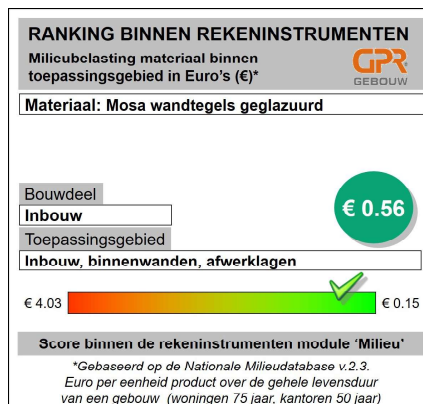 RANKING BINNEN REKENINSTRUMENTEN
Milieubelasting materiaal binnen
toepassingsgebied in Euro's (€)*
GPR
GEBOUW
Materiaal: Mosa wandtegels geglazuurd
Bouwdeel
Inbouw
€ 0.56
Toepassingsgebied
Inbouw, binnenwanden, afwerklagen
€ 4.03
€ 0.15
Score binnen de rekeninstrumenten module 'Milieu'
*Gebaseerd op de Nationale Milieudatabase v.2.3.
Euro per eenheid product over de gehele levensduur
van een gebouw (woningen 75 jaar, kantoren 50 jaar)